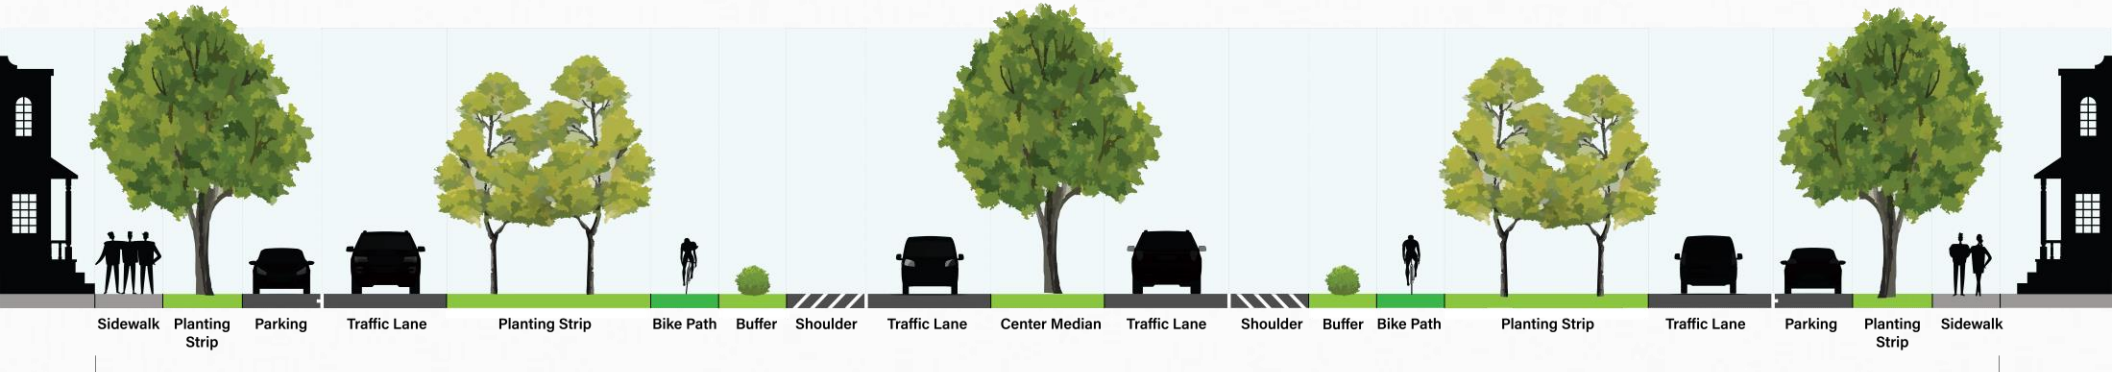 Sidewalk
Planting
Strip
Parking
Traffic Lane
Planting Strip
Bike Path
Buffer
Shoulder
Traffic Lane
Center Median
Traffic Lane
Shoulder
Buffer
Bike Path
Planting Strip
Traffic Lane
Parking
Planting
Strip
Sidewalk